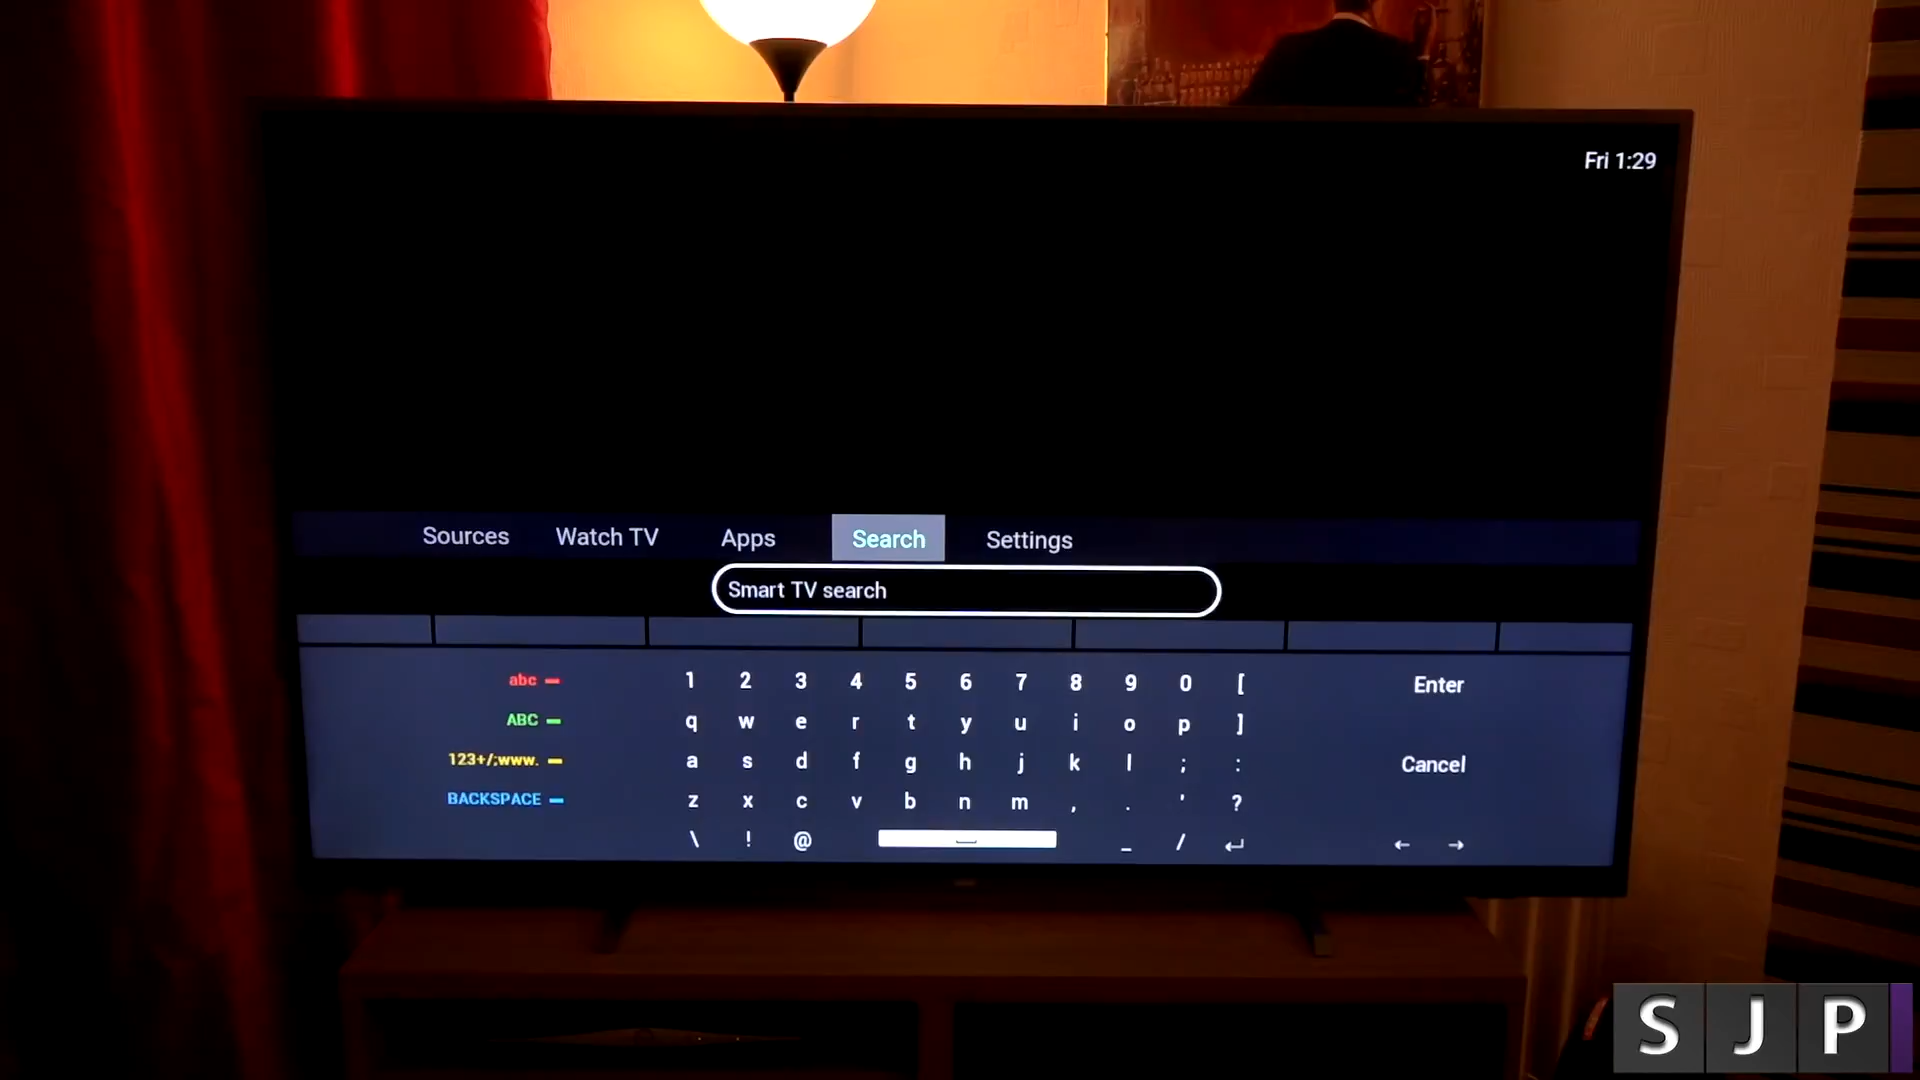 Fri 1:29
Sources Watch TV Apps Search Settings
Smart TV search
abc 1 2 3 4 5 6 7 8 9 0 [ Enter
ABC q w e r t y u i o p ]
123+/;www. a s d f g h j k l ; : Cancel
BACKSPACE z x c v b n m , . ' ?
\ ! @ _ / ↵ ← →
SJP